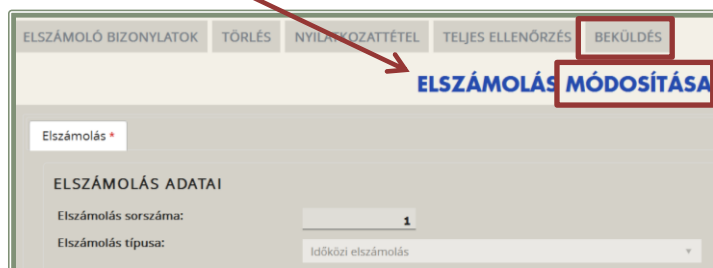 ELSZÁMOLÓ BIZONYLATOK TÖRLÉS NYILATKOZATTÉTEL TELJES ELLENŐRZÉS BEKÜLDÉS
ELSZÁMOLÁS MÓDOSÍTÁSA
Elszámolás *
ELSZÁMOLÁS ADATAI
Elszámolás sorszáma: 1
Elszámolás típusa: Időközi elszámolás